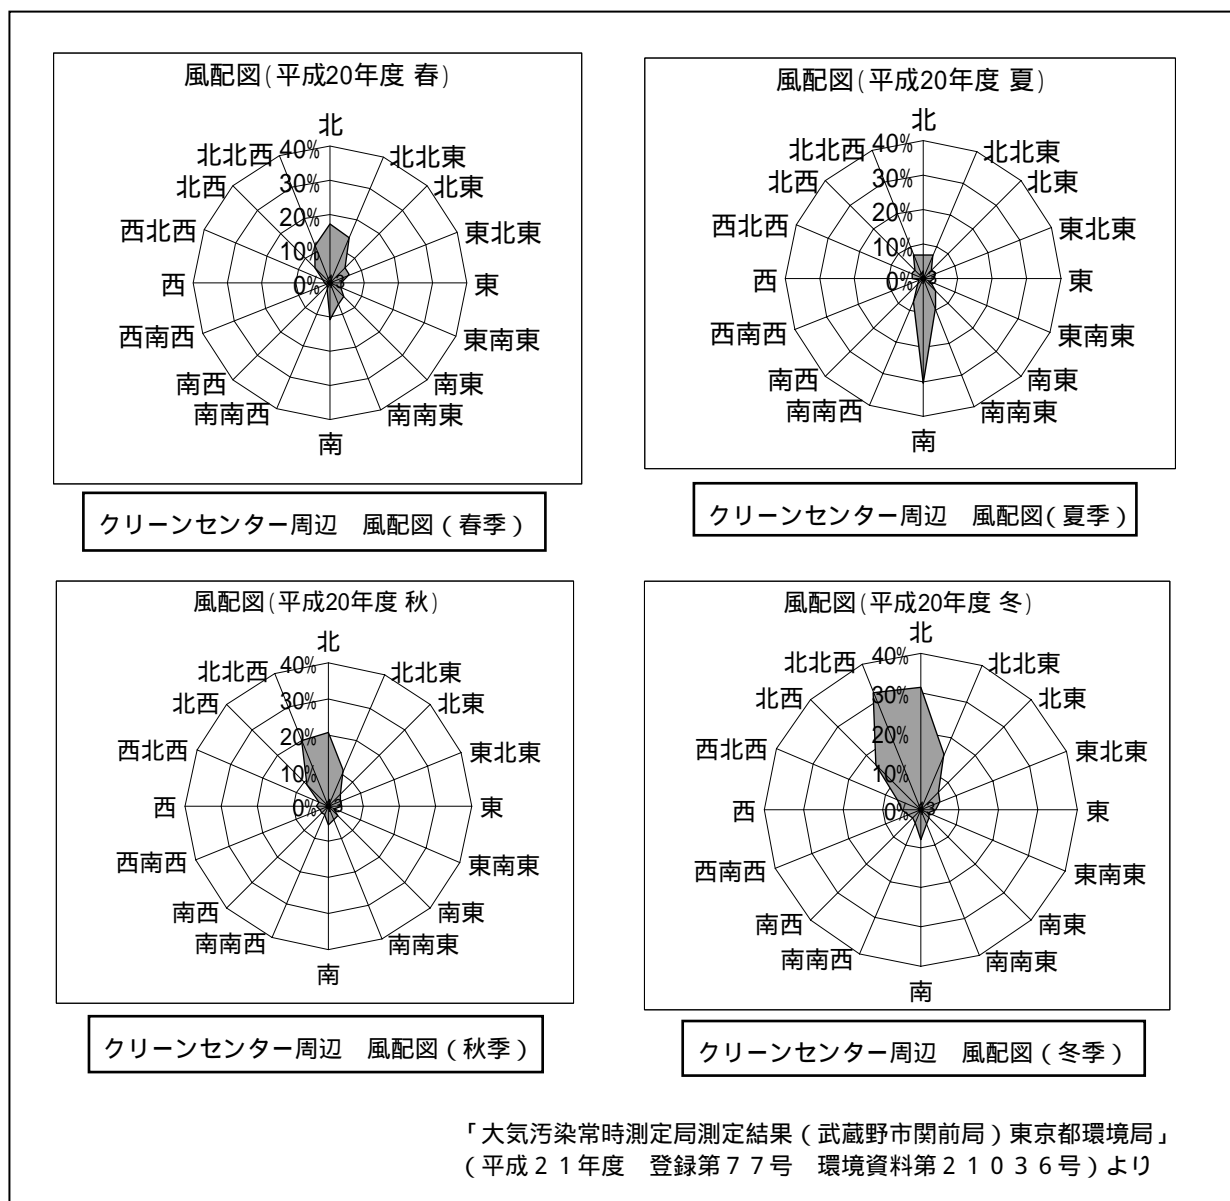 風配図(平成20年度 春)
北
北北東
北東
東北東
東
東南東
南東
南南東
南
南南西
南西
西南西
西
西北西
北西
北北西
40%
30%
20%
10%
0%
クリーンセンター周辺　風配図（春季）
風配図(平成20年度 夏)
北
北北東
北東
東北東
東
東南東
南東
南南東
南
南南西
南西
西南西
西
西北西
北西
北北西
40%
30%
20%
10%
0%
クリーンセンター周辺　風配図(夏季)
風配図(平成20年度 秋)
北
北北東
北東
東北東
東
東南東
南東
南南東
南
南南西
南西
西南西
西
西北西
北西
北北西
40%
30%
20%
10%
0%
クリーンセンター周辺　風配図（秋季）
風配図(平成20年度 冬)
北
北北東
北東
東北東
東
東南東
南東
南南東
南
南南西
南西
西南西
西
西北西
北西
北北西
40%
30%
20%
10%
0%
クリーンセンター周辺　風配図（冬季）
「大気汚染常時測定局測定結果（武蔵野市関前局）東京都環境局」
（平成２１年度　登録第７７号　環境資料第２１０３６号）より